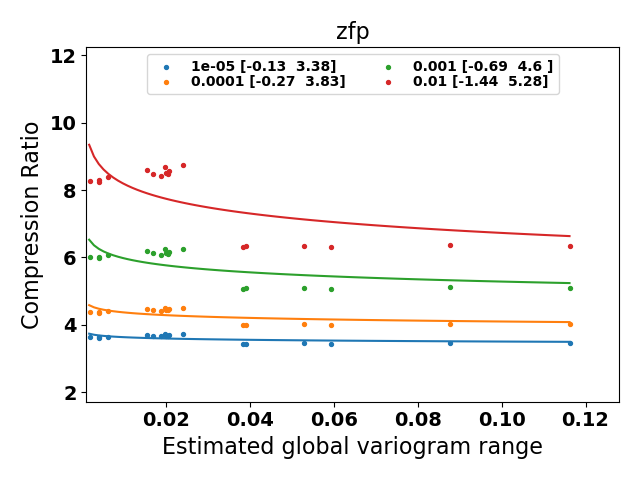 zfp
1e-05 [-0.13  3.38]
0.0001 [-0.27  3.83]
0.001 [-0.69  4.6 ]
0.01 [-1.44  5.28]
Compression Ratio
12
10
8
6
4
2
0.02 0.04 0.06 0.08 0.10 0.12
Estimated global variogram range